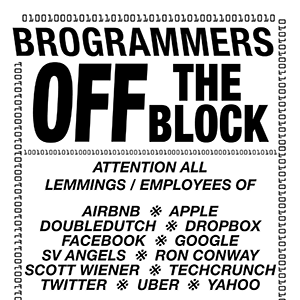 BROGRAMMERS
OFF THE
BLOCK
ATTENTION ALL
LEMMINGS / EMPLOYEES OF
AIRBNB ※ APPLE
DOUBLEDUTCH ※ DROPBOX
FACEBOOK ※ GOOGLE
SV ANGELS ※ RON CONWAY
SCOTT WIENER ※ TECHCRUNCH
TWITTER ※ UBER ※ YAHOO